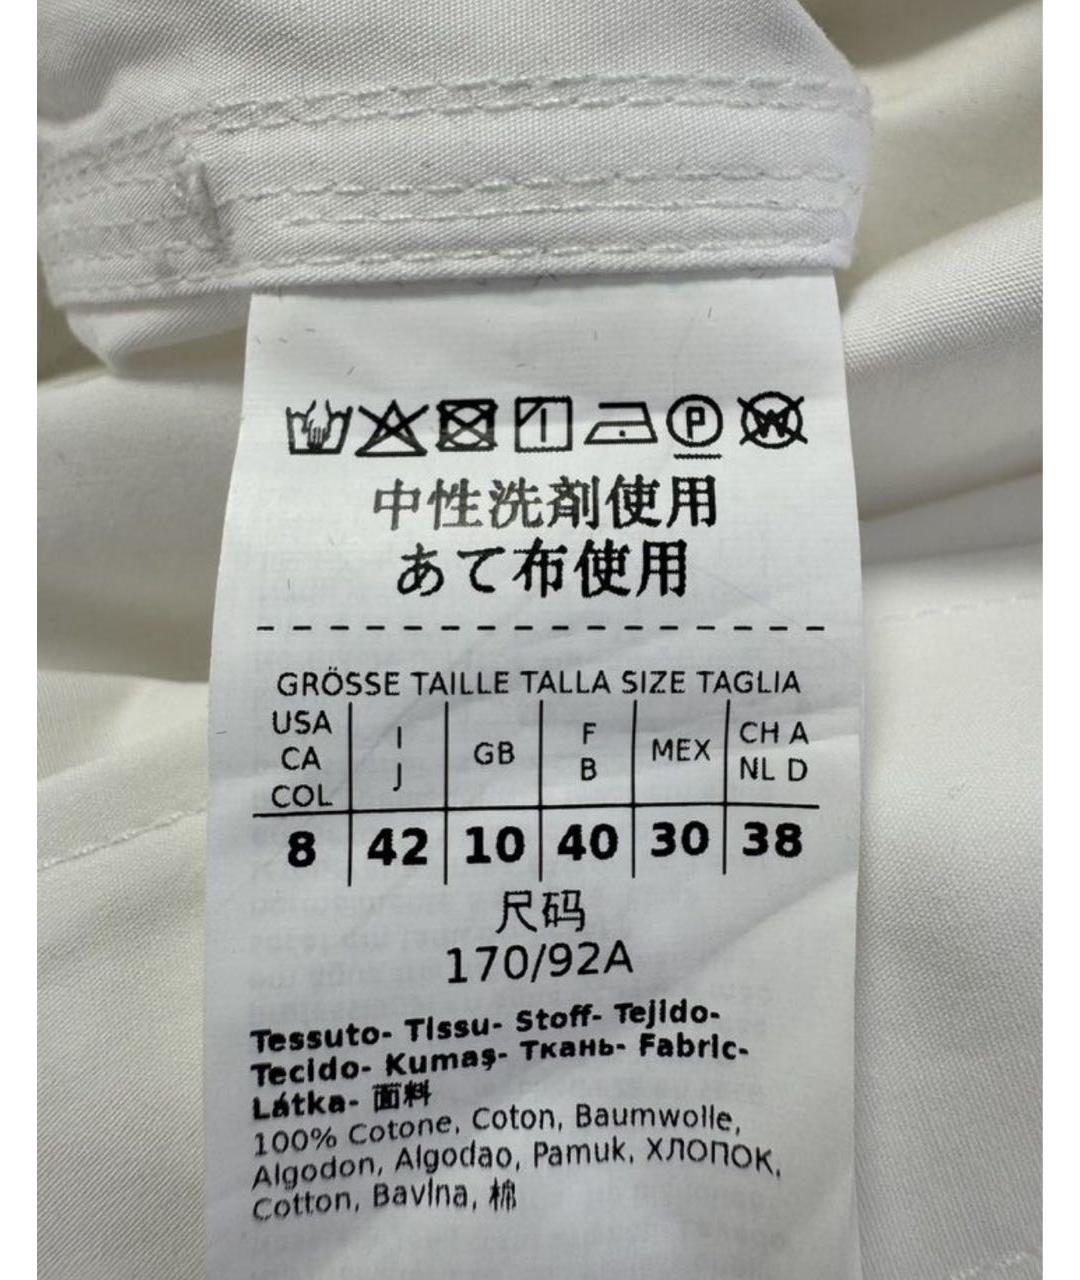 中性洗剤使用
あて布使用
GRÖSSE TAILLE TALLA SIZE TAGLIA
USA CA COL I J GB F B MEX CH A NL D
8 42 10 40 30 38
尺码
170/92A
Tessuto- Tissu- Stoff- Tejido-
Tecido- Kumaş- Ткань- Fabric-
Látka- 面料
100% Cotone, Coton, Baumwolle,
Algodon, Algodao, Pamuk, ХЛОПОК,
Cotton, Bavlna, 棉